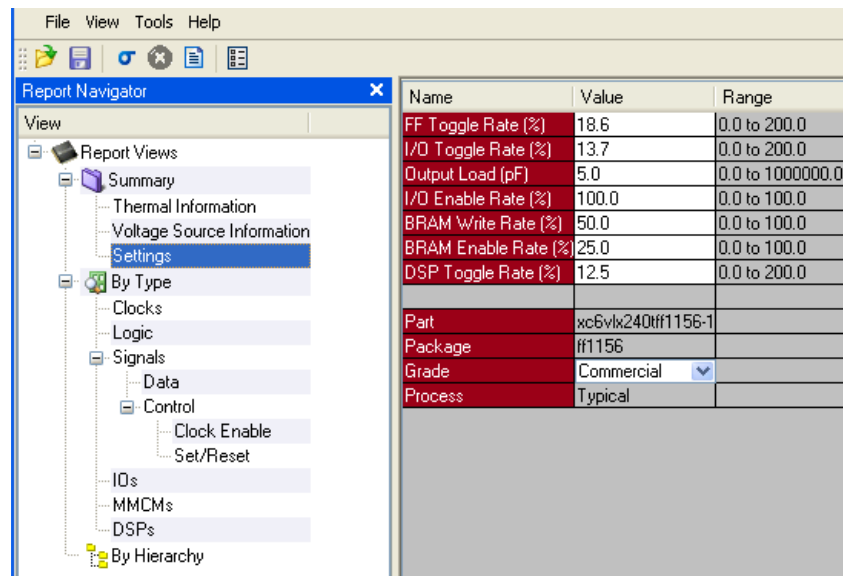 File View Tools Help
Report Navigator
View
Report Views
Summary
Thermal Information
Voltage Source Information
Settings
By Type
Clocks
Logic
Signals
Data
Control
Clock Enable
Set/Reset
IOs
MMCMs
DSPs
By Hierarchy
Name Value Range
FF Toggle Rate (%) 18.6 0.0 to 200.0
I/O Toggle Rate (%) 13.7 0.0 to 200.0
Output Load (pF) 5.0 0.0 to 1000000.0
I/O Enable Rate (%) 100.0 0.0 to 100.0
BRAM Write Rate (%) 50.0 0.0 to 100.0
BRAM Enable Rate (%) 25.0 0.0 to 100.0
DSP Toggle Rate (%) 12.5 0.0 to 200.0
Part xc6vlx240tff1156-1
Package ff1156
Grade Commercial
Process Typical